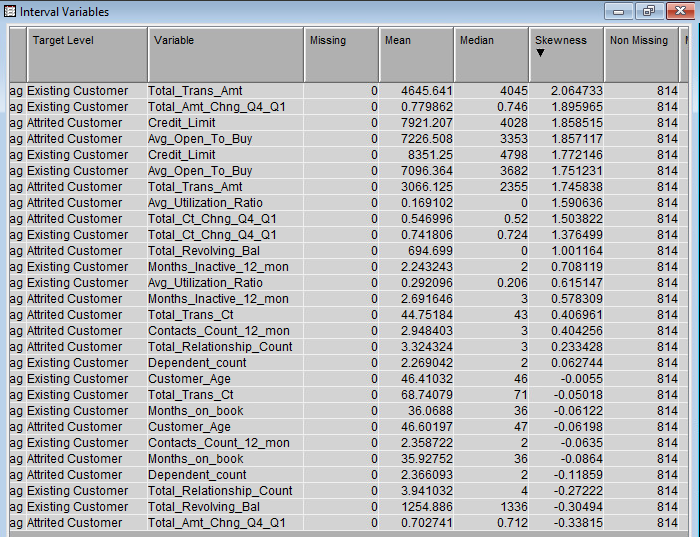 Interval Variables
Target Level Variable Missing Mean Median Skewness Non Missing
ag Existing Customer Total_Trans_Amt 0 4645.641 4045 2.064733 814
ag Existing Customer Total_Amt_Chng_Q4_Q1 0 0.779862 0.746 1.895965 814
ag Attrited Customer Credit_Limit 0 7921.207 4028 1.858515 814
ag Attrited Customer Avg_Open_To_Buy 0 7226.508 3353 1.857117 814
ag Existing Customer Credit_Limit 0 8351.25 4798 1.772146 814
ag Existing Customer Avg_Open_To_Buy 0 7096.364 3682 1.751231 814
ag Attrited Customer Total_Trans_Amt 0 3066.125 2355 1.745838 814
ag Attrited Customer Avg_Utilization_Ratio 0 0.169102 0 1.590636 814
ag Attrited Customer Total_Ct_Chng_Q4_Q1 0 0.546996 0.52 1.503822 814
ag Existing Customer Total_Ct_Chng_Q4_Q1 0 0.741806 0.724 1.376499 814
ag Attrited Customer Total_Revolving_Bal 0 694.699 0 1.001164 814
ag Existing Customer Months_Inactive_12_mon 0 2.243243 2 0.708119 814
ag Existing Customer Avg_Utilization_Ratio 0 0.292096 0.206 0.615147 814
ag Attrited Customer Months_Inactive_12_mon 0 2.691646 3 0.578309 814
ag Attrited Customer Total_Trans_Ct 0 44.75184 43 0.406961 814
ag Attrited Customer Contacts_Count_12_mon 0 2.948403 3 0.404256 814
ag Attrited Customer Total_Relationship_Count 0 3.324324 3 0.233428 814
ag Existing Customer Dependent_count 0 2.269042 2 0.062744 814
ag Existing Customer Customer_Age 0 46.41032 46 -0.0055 814
ag Existing Customer Total_Trans_Ct 0 68.74079 71 -0.05018 814
ag Existing Customer Months_on_book 0 36.0688 36 -0.06122 814
ag Attrited Customer Customer_Age 0 46.60197 47 -0.06198 814
ag Existing Customer Contacts_Count_12_mon 0 2.358722 2 -0.0635 814
ag Attrited Customer Months_on_book 0 35.92752 36 -0.0864 814
ag Attrited Customer Dependent_count 0 2.366093 2 -0.11859 814
ag Existing Customer Total_Relationship_Count 0 3.941032 4 -0.27222 814
ag Existing Customer Total_Revolving_Bal 0 1254.886 1336 -0.30494 814
ag Attrited Customer Total_Amt_Chng_Q4_Q1 0 0.702741 0.712 -0.33815 814